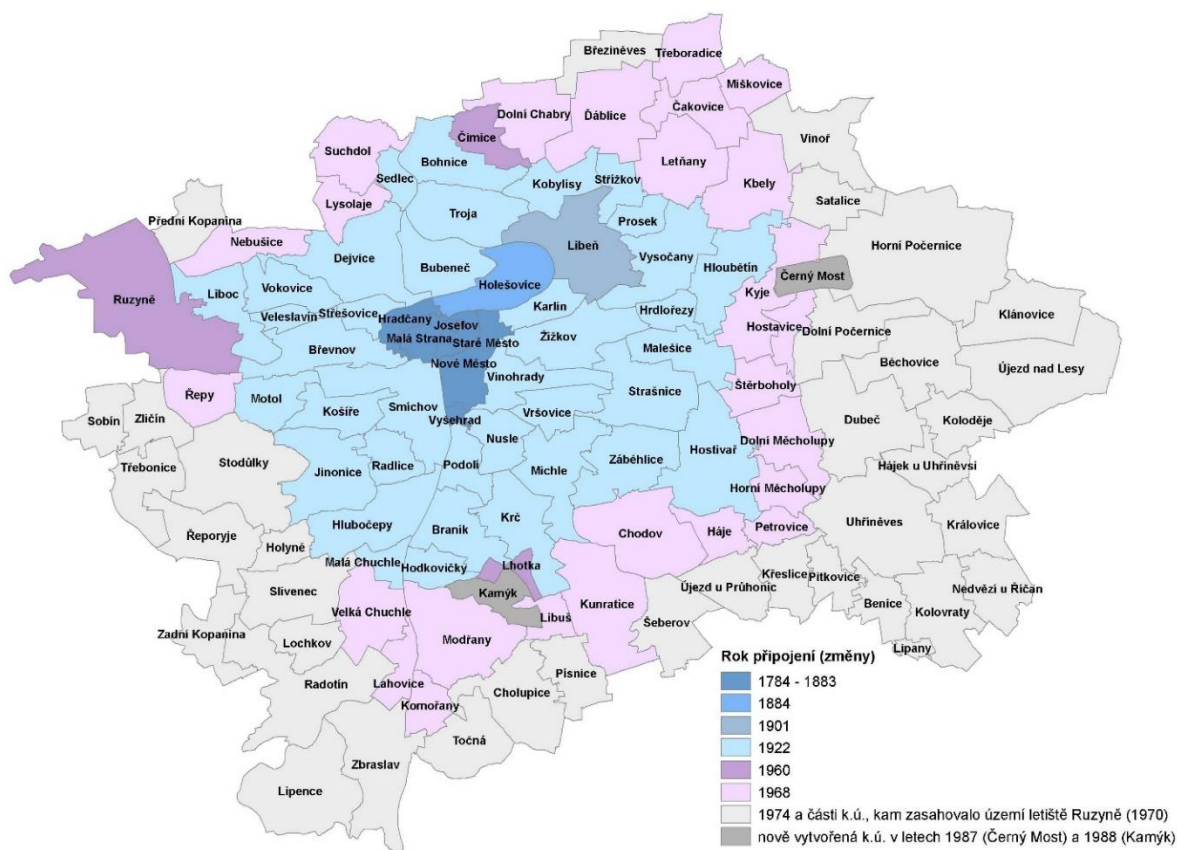 Březiněves
Třeboradice
Miškovice
Dolní Chabry
Ďáblice
Čakovice
Čimice
Vinoř
Suchdol
Bohnice
Letňany
Sedlec
Kobylisy
Střížkov
Kbely
Lysolaje
Satalice
Troja
Prosek
Přední Kopanina
Nebušice
Libeň
Vysočany
Horní Počernice
Dejvice
Bubeneč
Hloubětín
Černý Most
Holešovice
Ruzyně
Liboc
Vokovice
Kyje
Veleslavín
Střešovice
Hradčany
Josefov
Karlín
Hrdlořezy
Hostavice
Klánovice
Malá Strana
Staré Město
Žižkov
Dolní Počernice
Břevnov
Malešice
Nové Město
Běchovice
Újezd nad Lesy
Vinohrady
Štěrboholy
Řepy
Motol
Košíře
Smíchov
Strašnice
Vršovice
Sobín
Zličín
Vyšehrad
Dubeč
Koloděje
Nusle
Dolní Měcholupy
Hostivař
Stodůlky
Třebonice
Jinonice
Radlice
Podolí
Michle
Záběhlice
Hájek u Uhříněvsi
Horní Měcholupy
Hlubočepy
Braník
Krč
Chodov
Háje
Petrovice
Uhříněves
Královice
Řeporyje
Holyně
Malá Chuchle
Hodkovičky
Lhotka
Slivenec
Kamýk
Újezd u Průhonic
Křeslice
Pitkovice
Nedvězí u Říčan
Velká Chuchle
Libuš
Kunratice
Benice
Kolovraty
Zadní Kopanina
Lochkov
Modřany
Šeberov
Lipany
Radotín
Lahovice
Písnice
Komořany
Cholupice
Točná
Zbraslav
Lipence
Rok připojení (změny)
1784 - 1883
1884
1901
1922
1960
1968
1974 a části k.ú., kam zasahovalo území letiště Ruzyně (1970)
nově vytvořená k.ú. v letech 1987 (Černý Most) a 1988 (Kamýk)